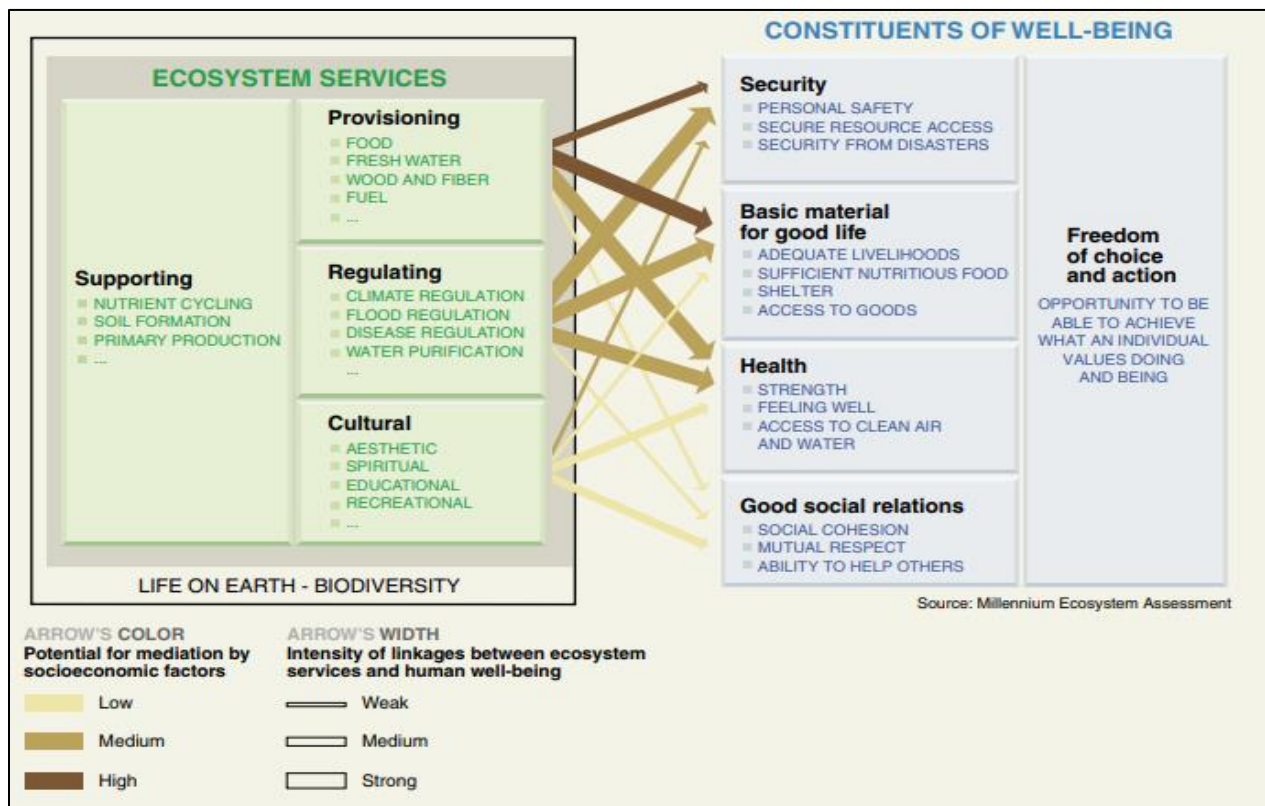 CONSTITUENTS OF WELL-BEING
ECOSYSTEM SERVICES
Supporting
NUTRIENT CYCLING
SOIL FORMATION
PRIMARY PRODUCTION
...
Provisioning
FOOD
FRESH WATER
WOOD AND FIBER
FUEL
...
Regulating
CLIMATE REGULATION
FLOOD REGULATION
DISEASE REGULATION
WATER PURIFICATION
...
Cultural
AESTHETIC
SPIRITUAL
EDUCATIONAL
RECREATIONAL
...
LIFE ON EARTH - BIODIVERSITY
Security
PERSONAL SAFETY
SECURE RESOURCE ACCESS
SECURITY FROM DISASTERS
Basic material
for good life
ADEQUATE LIVELIHOODS
SUFFICIENT NUTRITIOUS FOOD
SHELTER
ACCESS TO GOODS
Health
STRENGTH
FEELING WELL
ACCESS TO CLEAN AIR
AND WATER
Good social relations
SOCIAL COHESION
MUTUAL RESPECT
ABILITY TO HELP OTHERS
Freedom
of choice
and action
OPPORTUNITY TO BE
ABLE TO ACHIEVE
WHAT AN INDIVIDUAL
VALUES DOING
AND BEING
Source: Millennium Ecosystem Assessment
ARROW'S COLOR
Potential for mediation by
socioeconomic factors
Low
Medium
High
ARROW'S WIDTH
Intensity of linkages between ecosystem
services and human well-being
Weak
Medium
Strong